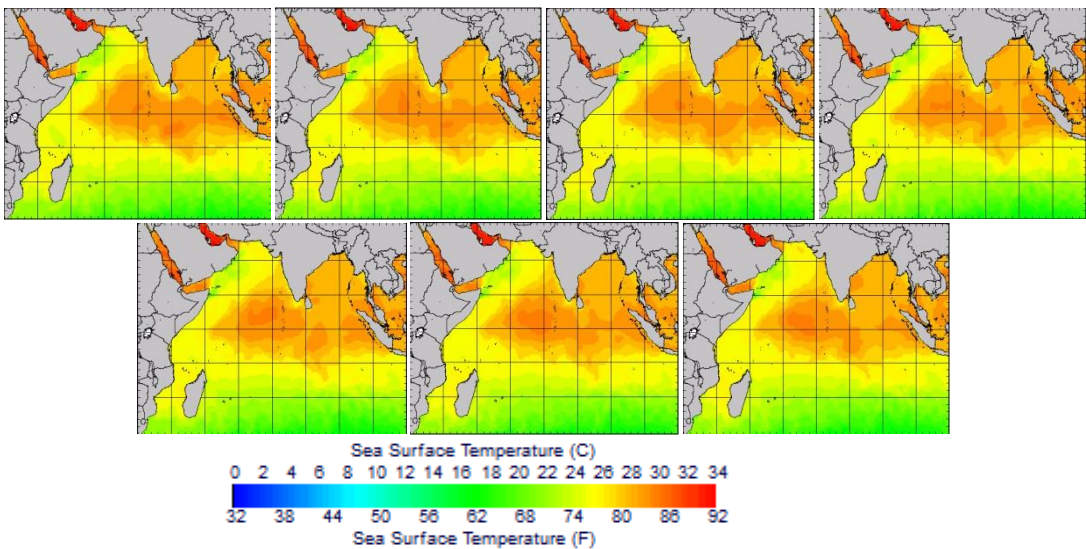 Sea Surface Temperature (C)
0 2 4 6 8 10 12 14 16 18 20 22 24 26 28 30 32 34
32 38 44 50 56 62 68 74 80 86 92
Sea Surface Temperature (F)